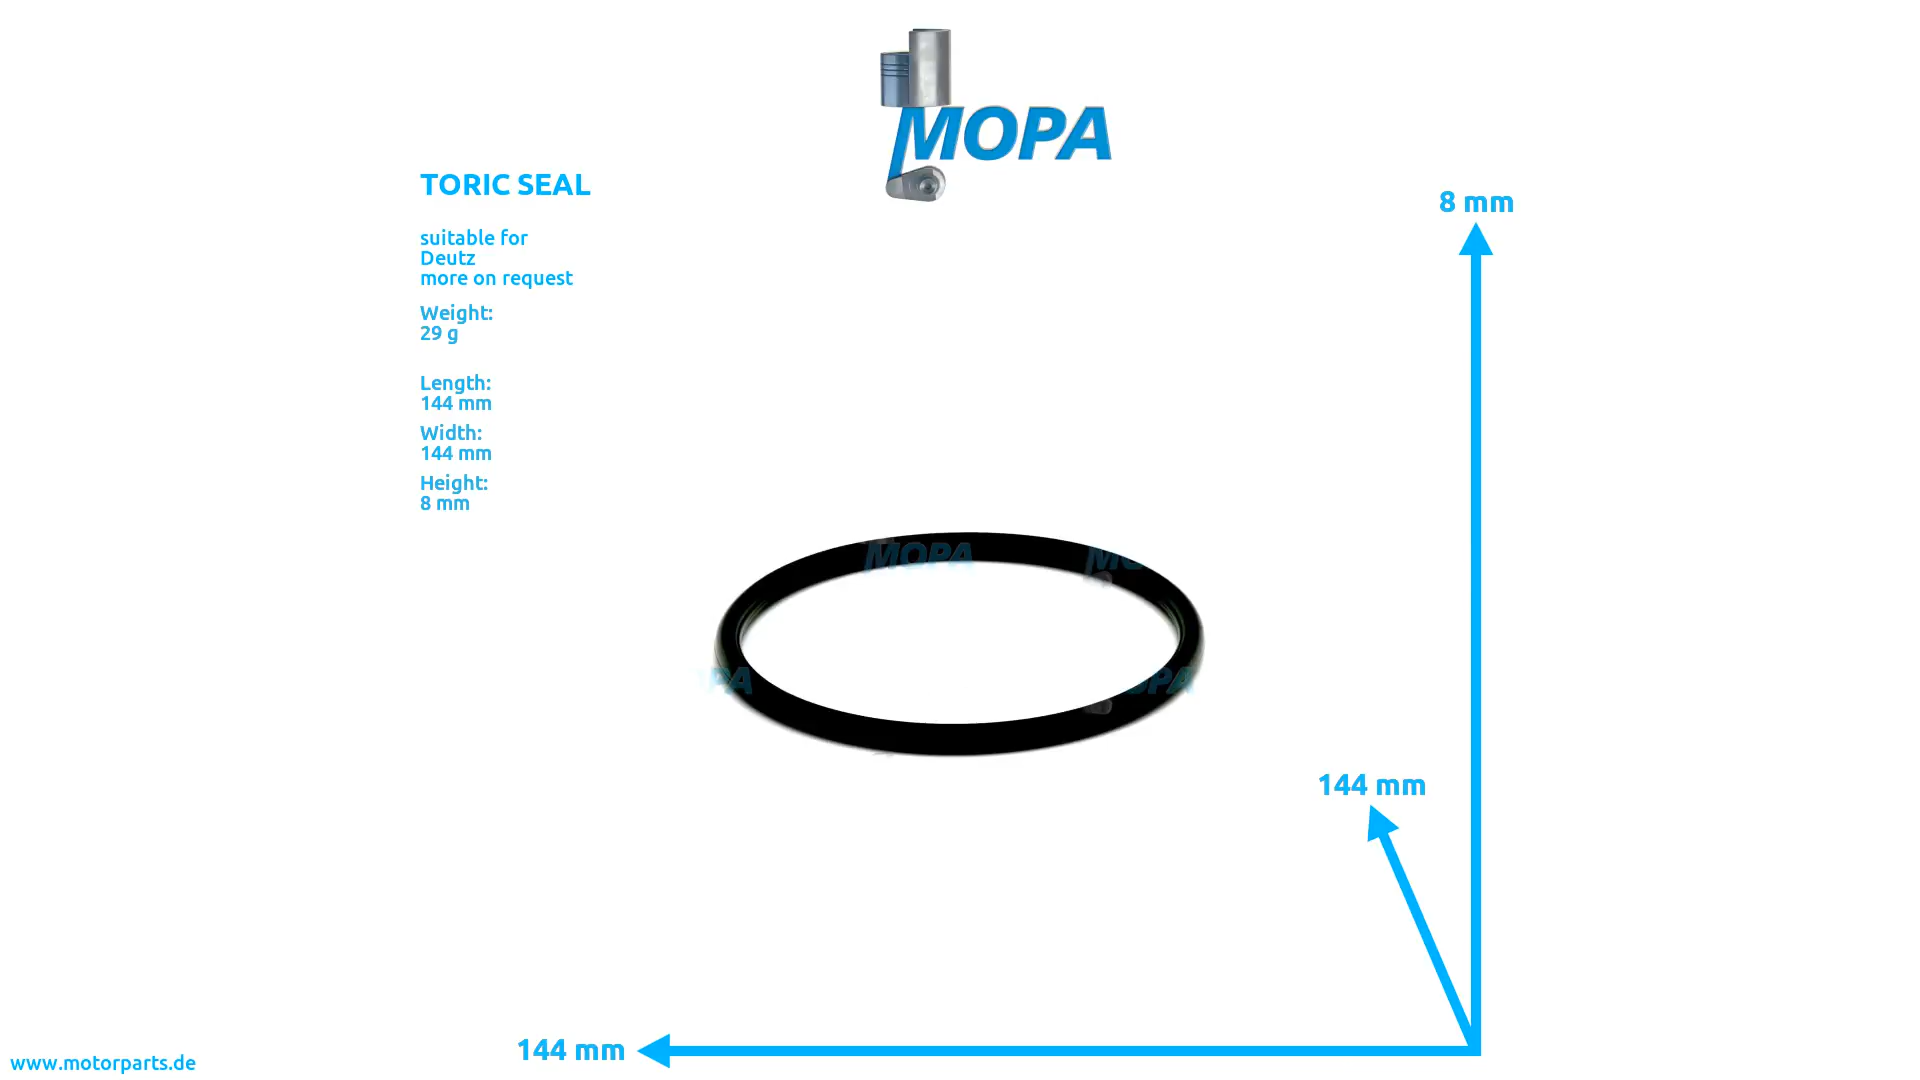 MOPA
TORIC SEAL
suitable for
Deutz
more on request
Weight:
29 g
Length:
144 mm
Width:
144 mm
Height:
8 mm
8 mm
144 mm
144 mm
MOPA
www.motorparts.de